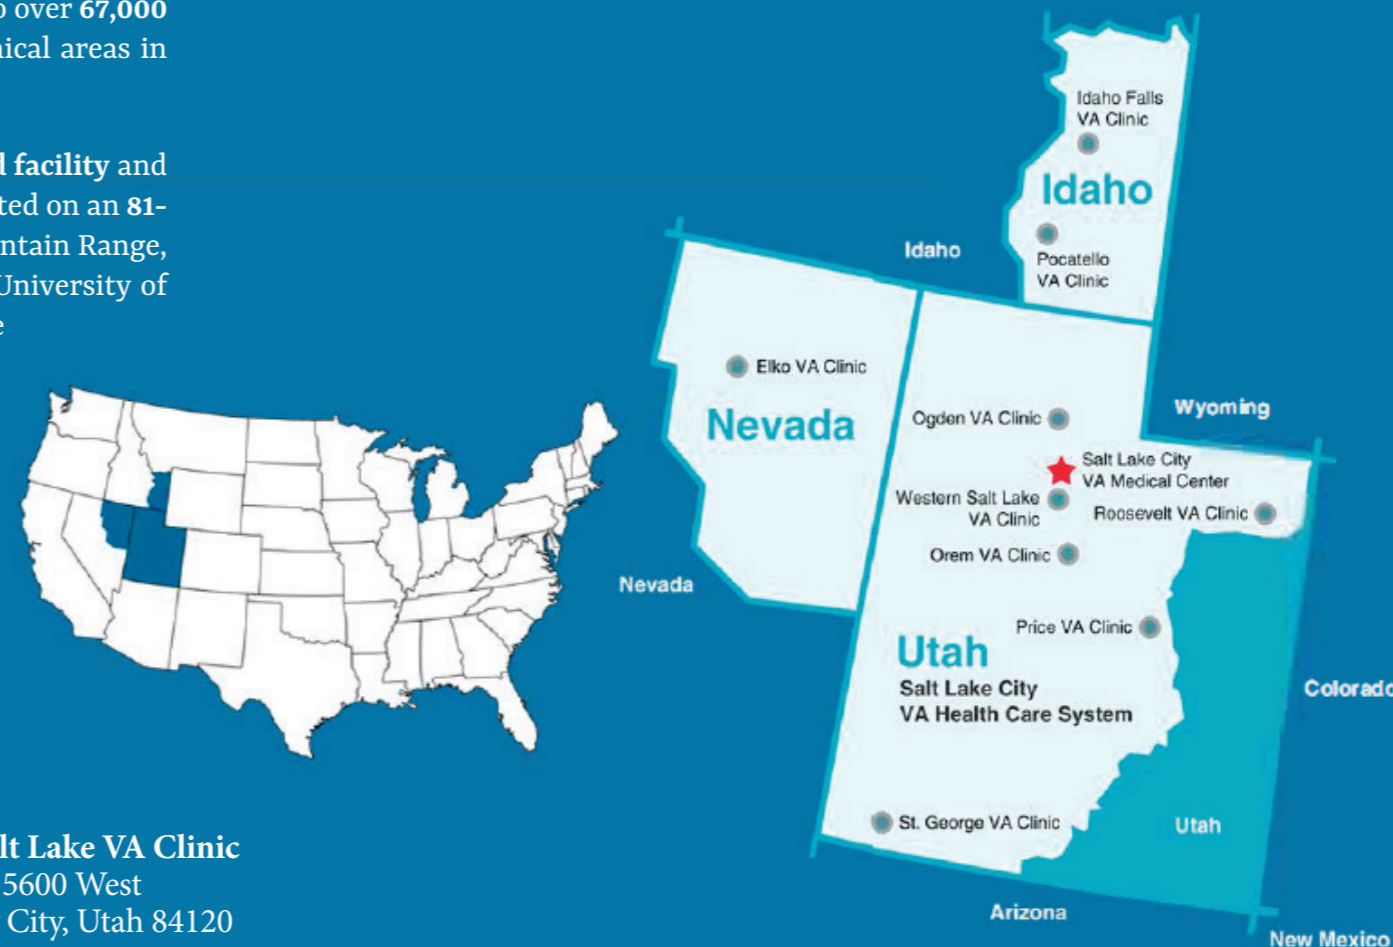 over 67,000
ical areas in
facility and
ted on an 81-
ntain Range,
University of
Idaho Falls
VA Clinic
Idaho
Pocatello
VA Clinic
Idaho
Elko VA Clinic
Nevada
Wyoming
Ogden VA Clinic
Salt Lake City
VA Medical Center
Western Salt Lake
VA Clinic
Roosevelt VA Clinic
Orem VA Clinic
Nevada
Price VA Clinic
Utah
Salt Lake City
VA Health Care System
Colorado
St. George VA Clinic
Utah
Arizona
New Mexico
lt Lake VA Clinic
5600 West
City, Utah 84120